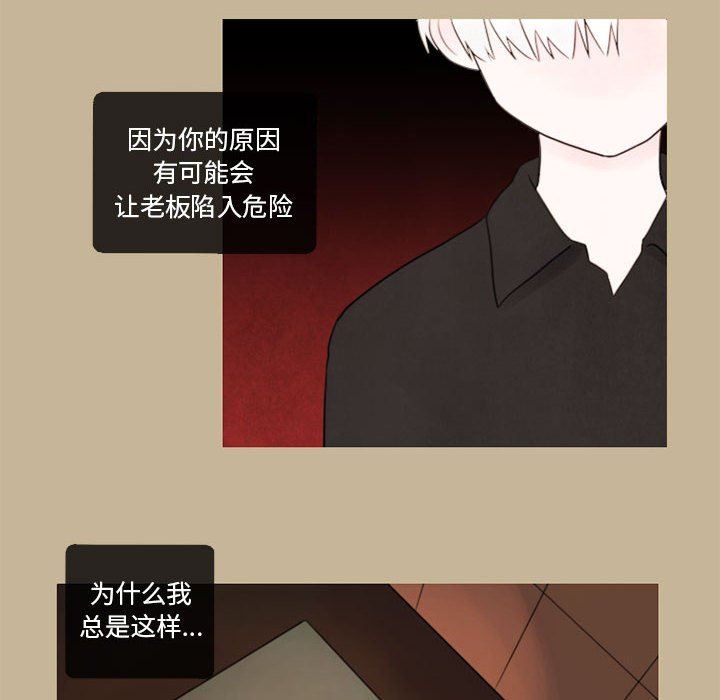 因为你的原因
有可能会
让老板陷入危险
为什么我
总是这样...